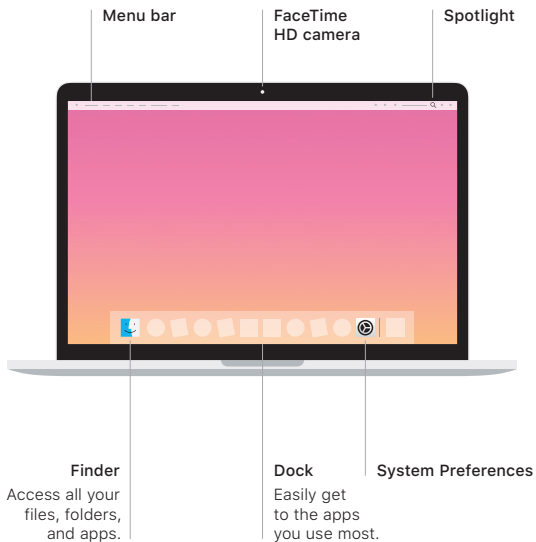 Menu bar
FaceTime
HD camera
Spotlight
Finder
Access all your
files, folders,
and apps.
Dock
Easily get
to the apps
you use most.
System Preferences